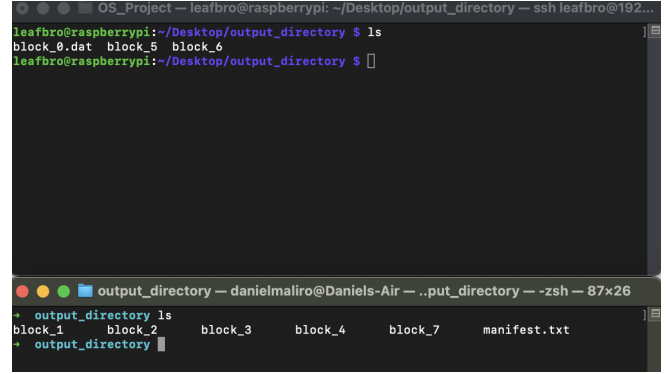 OS_Project — leafbro@raspberrypi: ~/Desktop/output_directory — ssh leafbro@192...
leafbro@raspberrypi:~/Desktop/output_directory $ ls
block_0.dat block_5 block_6
leafbro@raspberrypi:~/Desktop/output_directory $
output_directory — danielmaliro@Daniels-Air — ..put_directory — -zsh — 87×26
→ output_directory ls
block_1 block_2 block_3 block_4 block_7 manifest.txt
→ output_directory